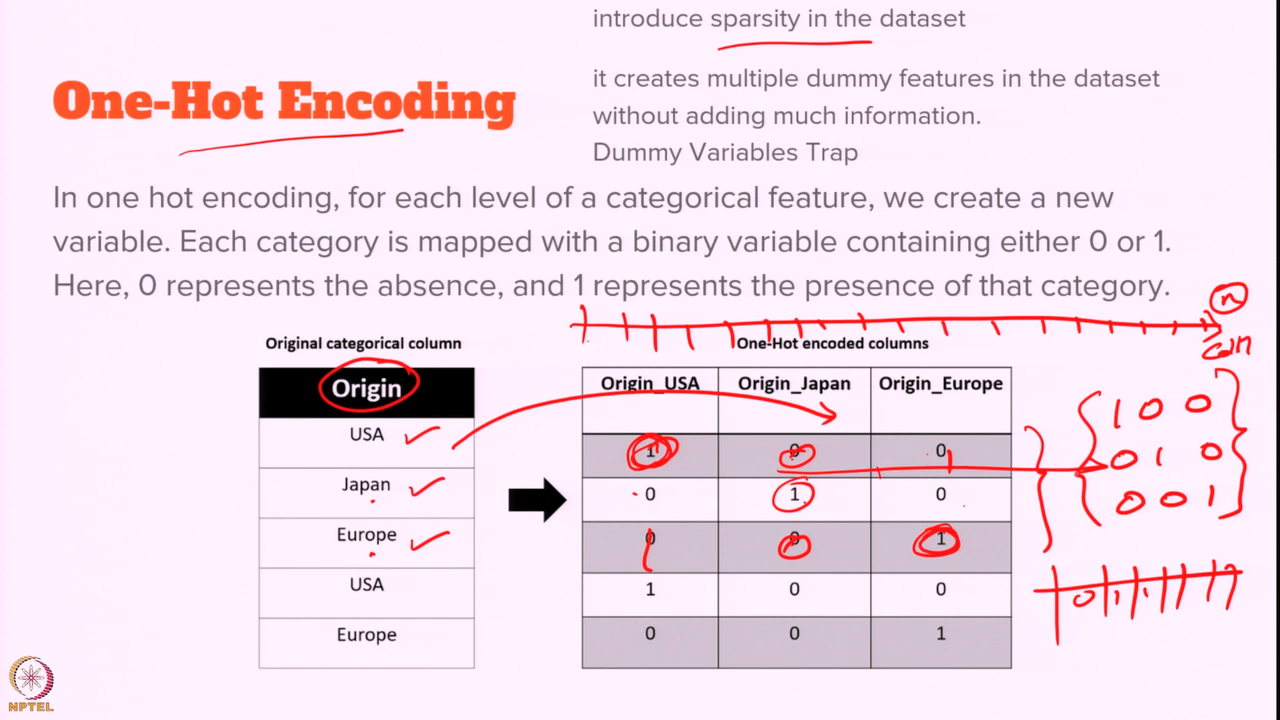 introduce sparsity in the dataset
One-Hot Encoding
it creates multiple dummy features in the dataset
without adding much information.
Dummy Variables Trap
In one hot encoding, for each level of a categorical feature, we create a new
variable. Each category is mapped with a binary variable containing either 0 or 1.
Here, 0 represents the absence, and 1 represents the presence of that category.
n
Original categorical column
One-Hot encoded columns
Origin
USA
Japan
Europe
USA
Europe
Origin_USA Origin_Japan Origin_Europe
1 0 0
0 1 0
0 0 1
1 0 0
0 0 1
1 0 0
0 1 0
0 0 1
0 1 1
NPTEL